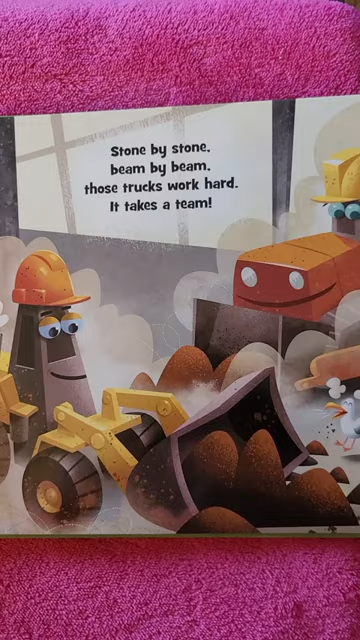 Stone by stone,
beam by beam,
those trucks work hard.
It takes a team!